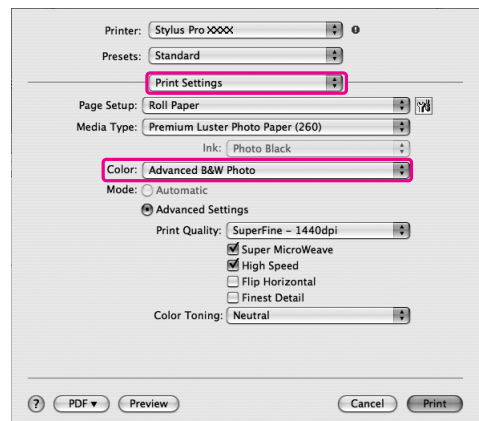 Printer: Stylus Pro XXXX
Presets: Standard
Print Settings
Page Setup: Roll Paper
Media Type: Premium Luster Photo Paper (260)
Ink: Photo Black
Color: Advanced B&W Photo
Mode: Automatic
Advanced Settings
Print Quality: SuperFine – 1440dpi
Super MicroWeave
High Speed
Flip Horizontal
Finest Detail
Color Toning: Neutral
? PDF Preview Cancel Print